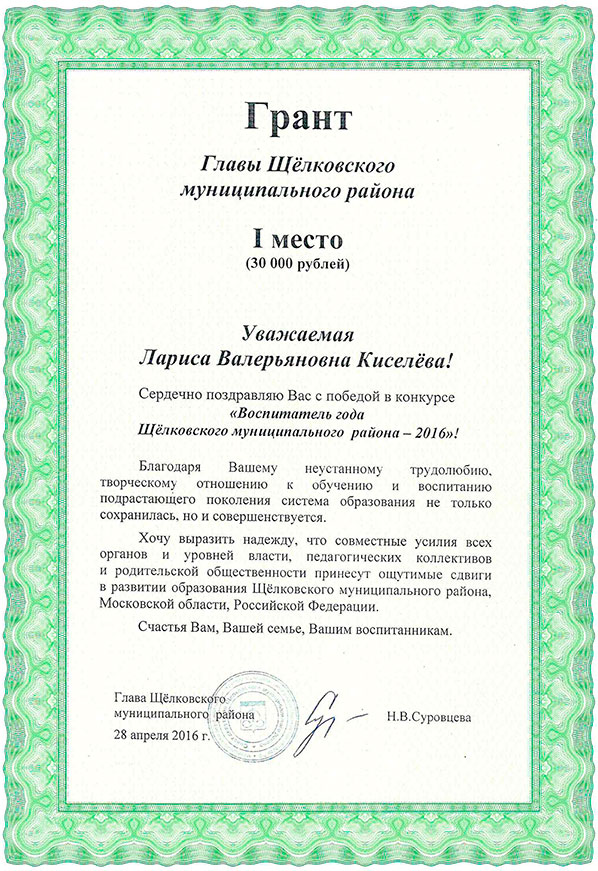 Грант
Главы Щёлковского
муниципального района
I место
(30 000 рублей)
Уважаемая
Лариса Валерьяновна Киселёва!
Сердечно поздравляю Вас с победой в конкурсе
«Воспитатель года
Щёлковского муниципального района – 2016»!
Благодаря Вашему неустанному трудолюбию,
творческому отношению к обучению и воспитанию
подрастающего поколения система образования не только
сохранилась, но и совершенствуется.
Хочу выразить надежду, что совместные усилия всех
органов и уровней власти, педагогических коллективов
и родительской общественности принесут ощутимые сдвиги
в развитии образования Щёлковского муниципального района,
Московской области, Российской Федерации.
Счастья Вам, Вашей семье, Вашим воспитанникам.
Глава Щёлковского
муниципального района
Н.В.Суровцева
28 апреля 2016 г.